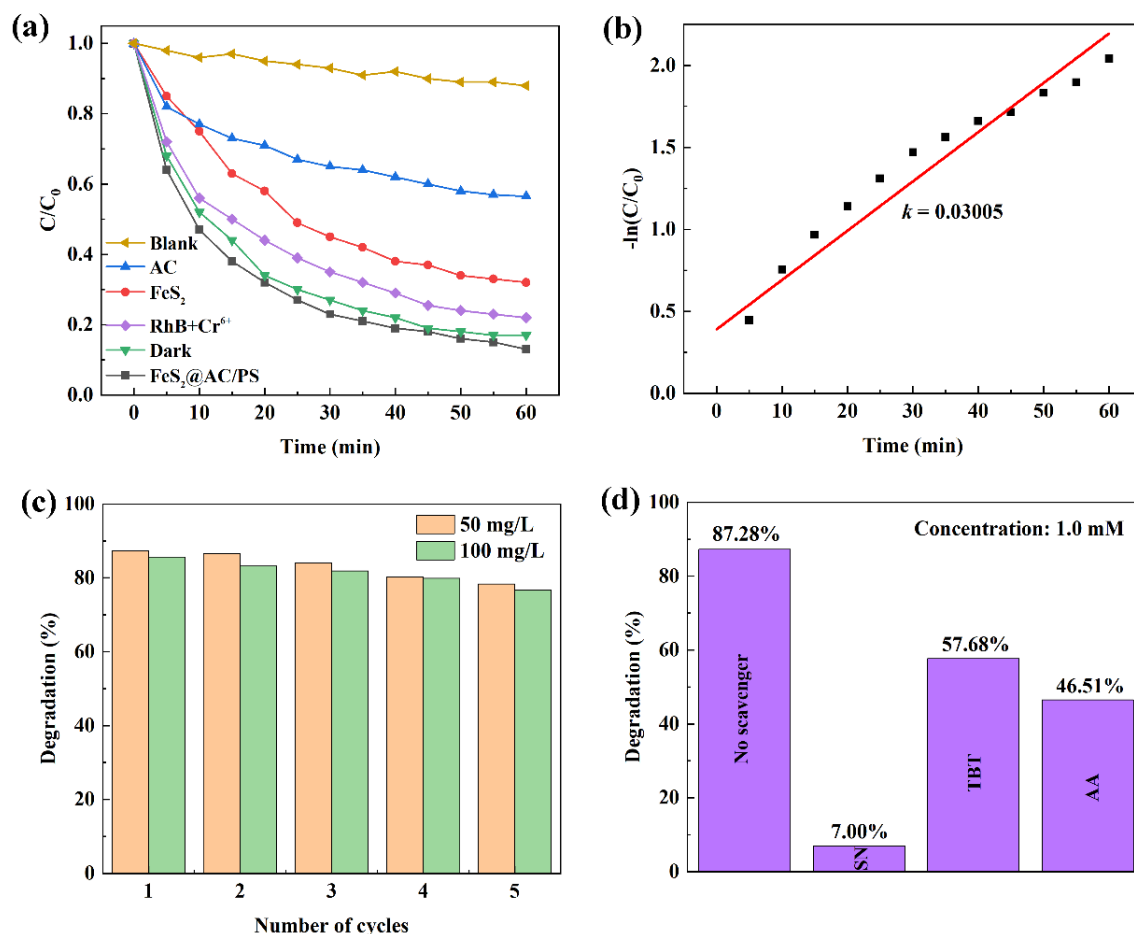 (a)
1.0
0.8
0.6
0.4
0.2
0.0
C/C₀
Blank
AC
FeS₂
RhB+Cr⁶⁺
Dark
FeS₂@AC/PS
0 10 20 30 40 50 60
Time (min)
(b)
2.0
1.5
1.0
0.5
0.0
-ln(C/C₀)
k = 0.03005
0 10 20 30 40 50 60
Time (min)
(c)
100
80
60
40
20
0
Degradation (%)
50 mg/L
100 mg/L
1 2 3 4 5
Number of cycles
(d)
100
80
60
40
20
0
Degradation (%)
Concentration: 1.0 mM
87.28%
No scavenger
7.00%
SN
57.68%
TBT
46.51%
AA